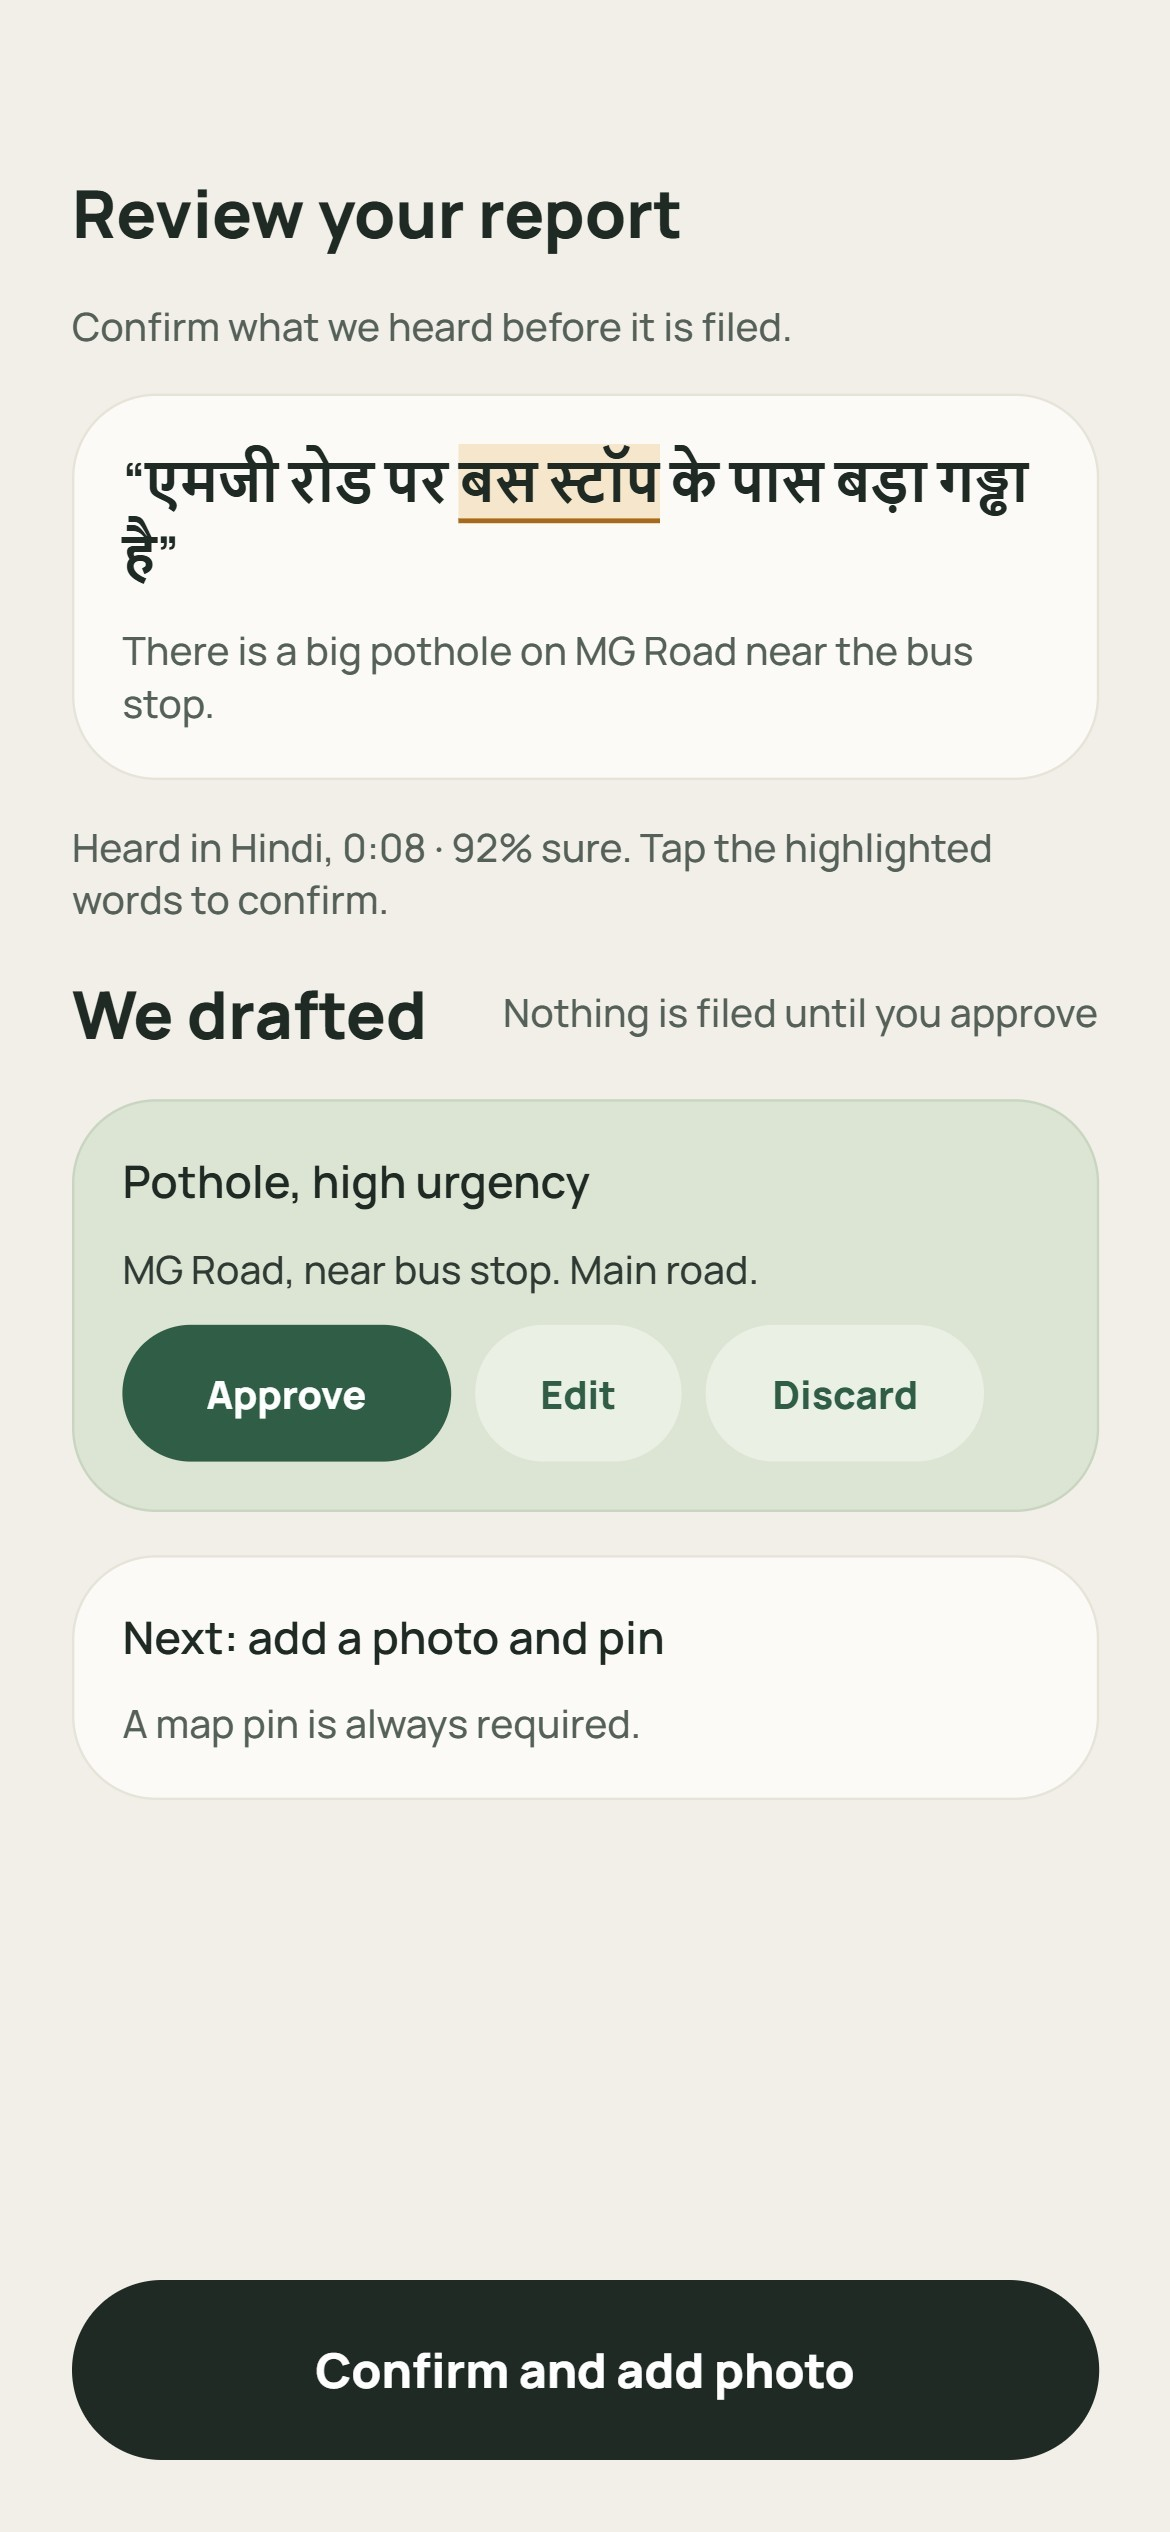 Review your report
Confirm what we heard before it is filed.
“एमजी रोड पर बस स्टॉप के पास बड़ा गड्ढा
है”
There is a big pothole on MG Road near the bus
stop.
Heard in Hindi, 0:08 · 92% sure. Tap the highlighted
words to confirm.
We drafted Nothing is filed until you approve
Pothole, high urgency
MG Road, near bus stop. Main road.
Approve Edit Discard
Next: add a photo and pin
A map pin is always required.
Confirm and add photo